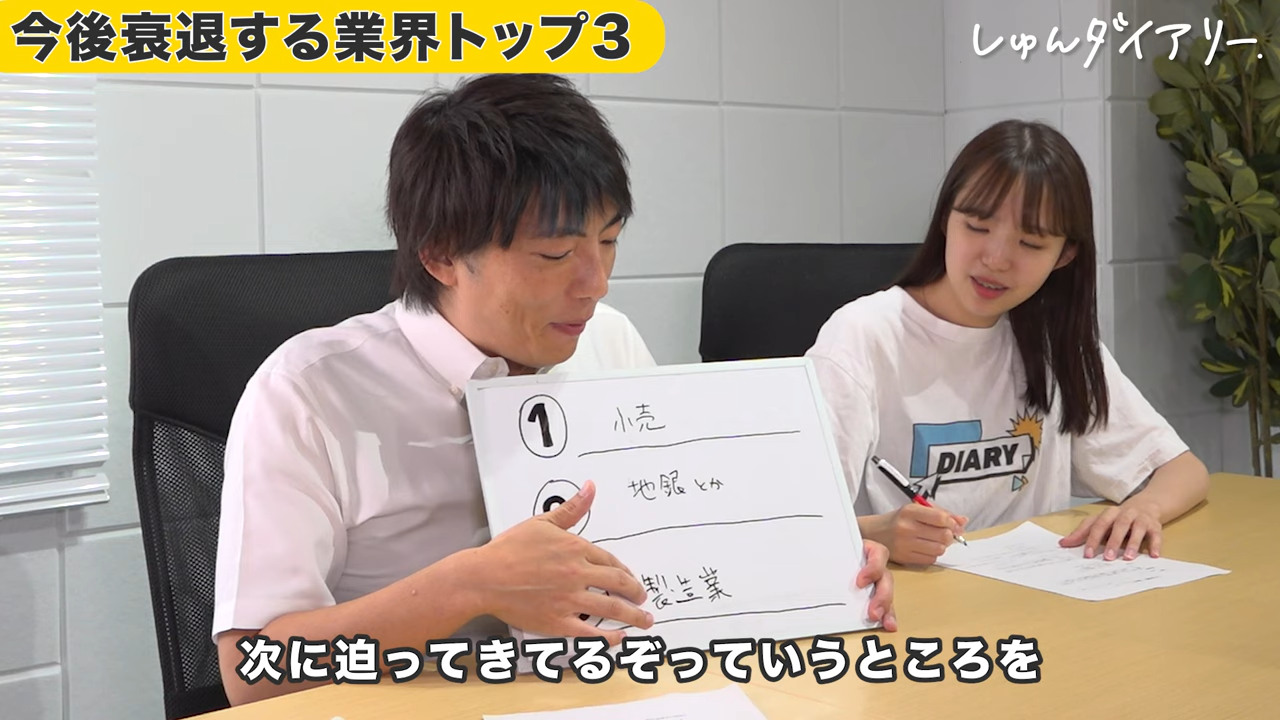 今後衰退する業界トップ3
しゅんダイアリー.
1 小売
地銀とか
製造業
DIARY
次に迫ってきてるぞっていうところを